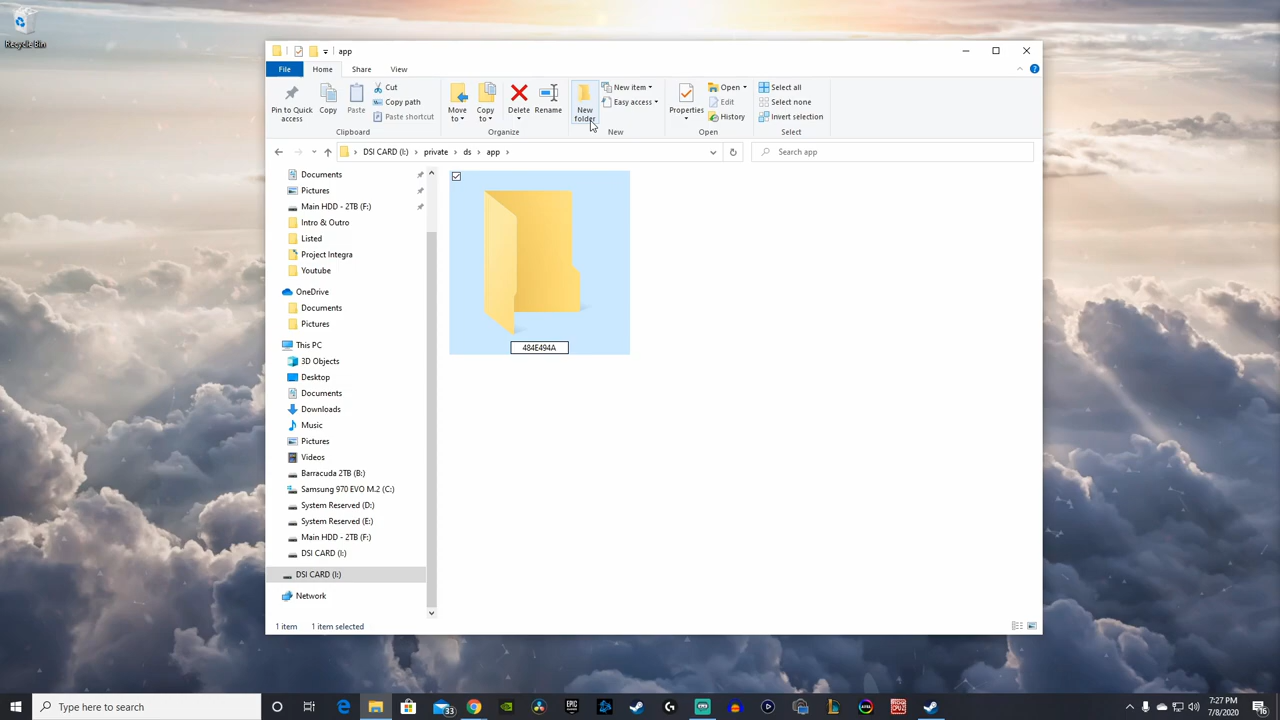 Recycle Bin
app
File Home Share View
Pin to Quick access
Copy
Paste
Cut
Copy path
Paste shortcut
Clipboard
Move to
Copy to
Delete
Rename
Organize
New folder
New item
Easy access
New
Properties
Open
Edit
History
Open
Select all
Select none
Invert selection
Select
DSI CARD (I:) private ds app
Search app
Documents
Pictures
Main HDD - 2TB (F:)
Intro & Outro
Listed
Project Integra
Youtube
OneDrive
Documents
Pictures
This PC
3D Objects
Desktop
Documents
Downloads
Music
Pictures
Videos
Barracuda 2TB (B:)
Samsung 970 EVO M.2 (C:)
System Reserved (D:)
System Reserved (E:)
Main HDD - 2TB (F:)
DSI CARD (I:)
DSI CARD (I:)
Network
484E494A
1 item 1 item selected
Type here to search
33
EPIC GAMES
7:27 PM
7/8/2020
16